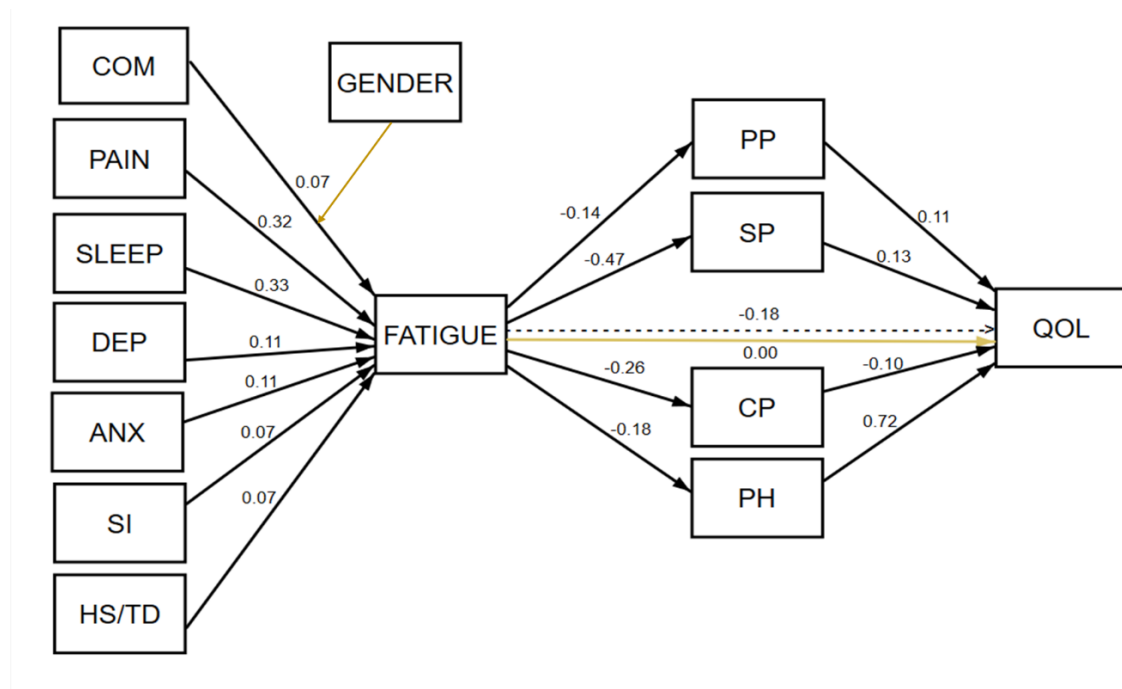 COM
GENDER
PAIN
SLEEP
DEP
ANX
SI
HS/TD
0.07
0.32
0.33
0.11
0.11
0.07
0.07
FATIGUE
-0.14
-0.47
-0.18
0.00
-0.26
-0.18
PP
SP
CP
PH
0.11
0.13
-0.10
0.72
QOL